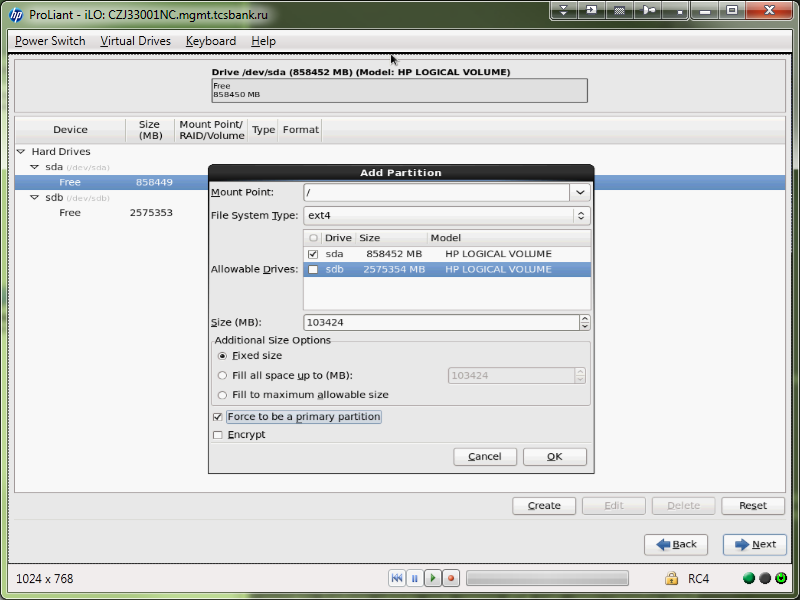 ProLiant - iLO: CZJ33001NC.mgmt.tcsbank.ru
Power Switch Virtual Drives Keyboard Help
Drive /dev/sda (858452 MB) (Model: HP LOGICAL VOLUME)
Free
858450 MB
Device Size (MB) Mount Point/ RAID/Volume Type Format
Hard Drives
sda (/dev/sda)
Free 858449
sdb (/dev/sdb)
Free 2575353
Add Partition
Mount Point: /
File System Type: ext4
Drive Size Model
sda 858452 MB HP LOGICAL VOLUME
Allowable Drives: sdb 2575354 MB HP LOGICAL VOLUME
Size (MB): 103424
Additional Size Options
Fixed size
Fill all space up to (MB): 103424
Fill to maximum allowable size
Force to be a primary partition
Encrypt
Cancel OK
Create Edit Delete Reset
Back Next
1024 x 768 RC4